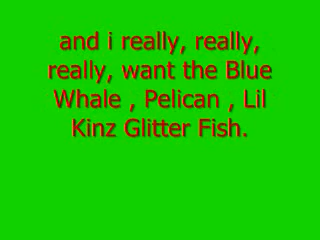 and i really, really,
really, want the Blue
Whale , Pelican , Lil
Kinz Glitter Fish.